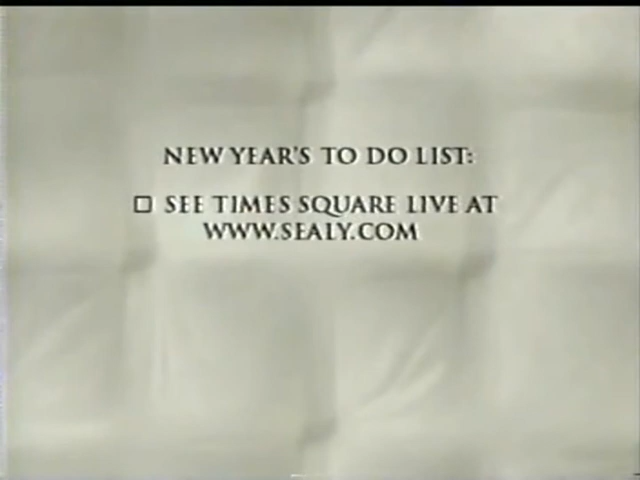 NEW YEAR'S TO DO LIST:
☐ SEE TIMES SQUARE LIVE AT
WWW.SEALY.COM